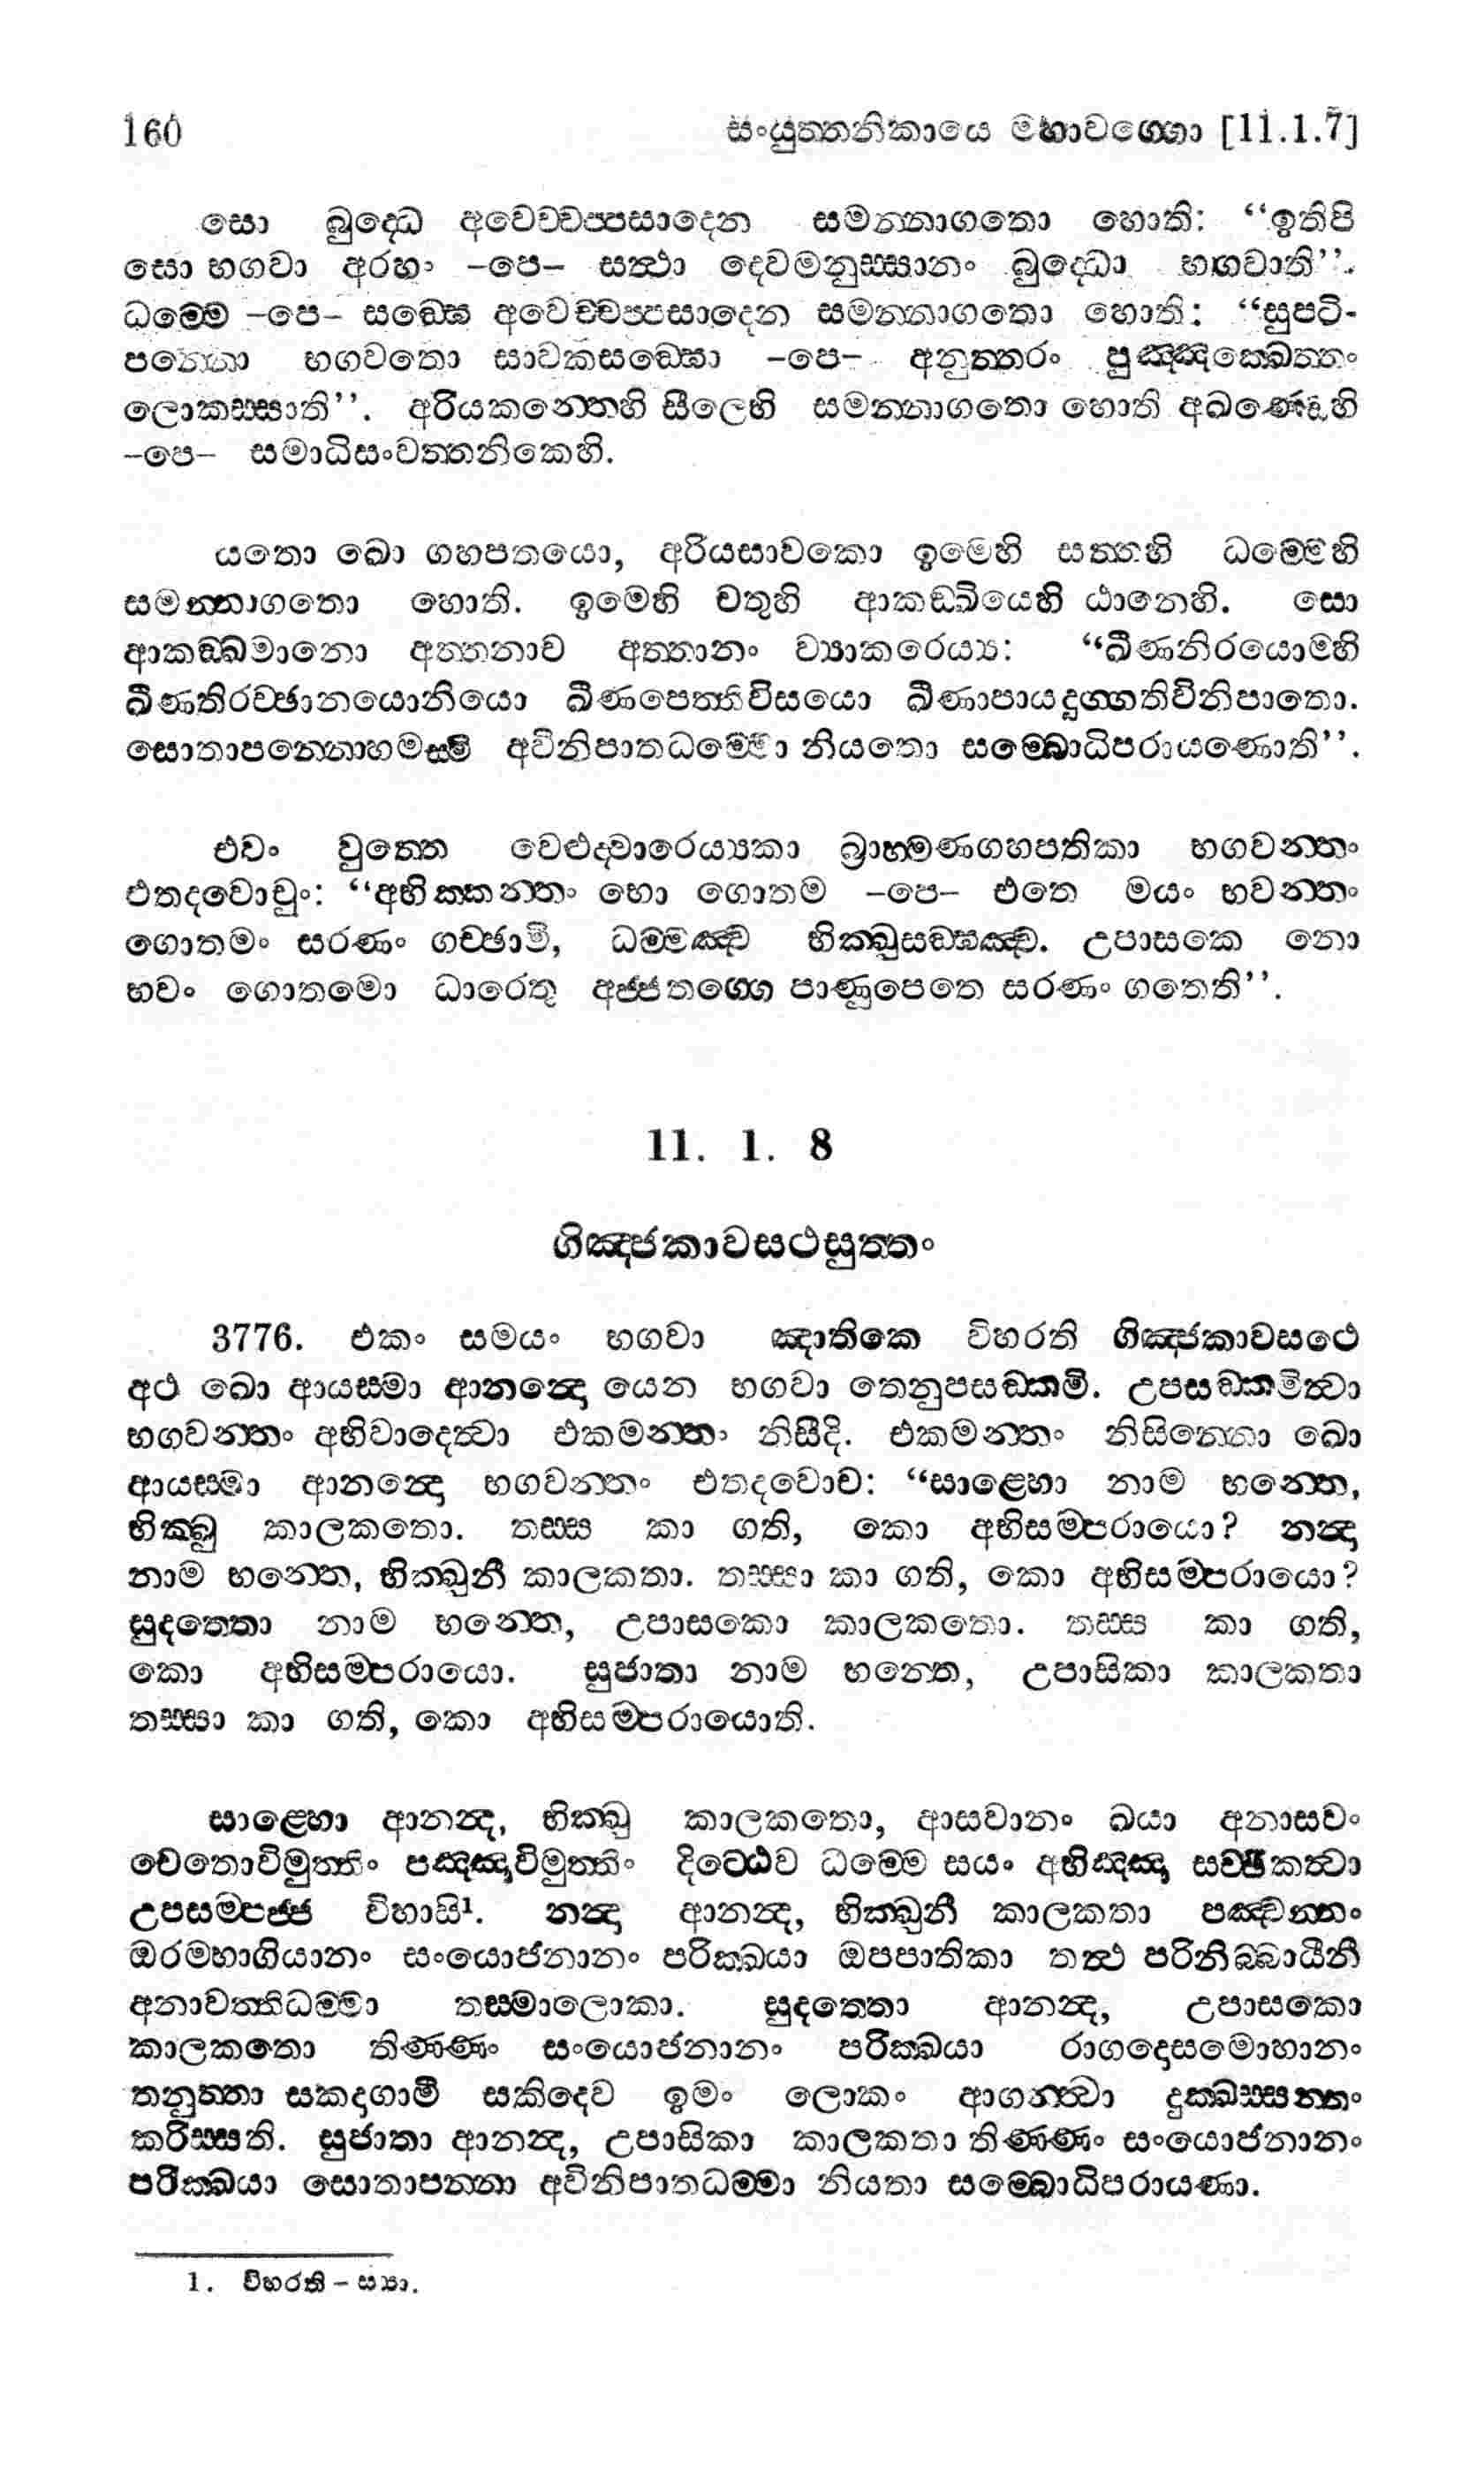 160 සංයුත්තනිකායෙ මහාවග්ගො [11.1.7]
සො බුද්ධෙ අවෙච්චප්පසාදෙන සමන්නාගතො හොති: “ඉතිපි
සො භගවා අරහං -පෙ- සත්ථා දෙවමනුස්සානං බුද්ධො භගවාති”.
ධම්මෙ -පෙ- සඞ්ඝෙ අවෙච්චප්පසාදෙන සමන්නාගතො හොති: “සුපටි-
පන්නො භගවතො සාවකසඞ්ඝො -පෙ- අනුත්තරං පුඤ්ඤක්ඛෙත්තං
ලොකස්සාති”. අරියකන්තෙහි සීලෙහි සමන්නාගතො හොති අඛණ්ඩෙහි
-පෙ- සමාධිසංවත්තනිකෙහි.
යතො ඛො ගහපතයො, අරියසාවකො ඉමෙහි සත්තහි ධම්මෙහි
සමන්නාගතො හොති. ඉමෙහි චතුහි ආකඞ්ඛියෙහි ඨානෙහි. සො
ආකඞ්ඛමානො අත්තනාච අත්තානං ව්‍යාකරෙය්‍ය: “ඛීණනිරයොම්හි
ඛීණතිරච්ඡානයොනියො ඛීණපෙත්තිවිසයො ඛීණාපායදුග්ගතිවිනිපාතො.
සොතාපන්නොහමස්මි අවිනිපාතධම්මො නියතො සම්බොධිපරායණොති”.
එවං වුත්තෙ වෙළුද්වාරෙය්‍යකා බ්‍රාහ්මණගහපතිකා භගවන්තං
එතදවොචුං: “අභික්කන්තං භො ගොතම -පෙ- එතෙ මයං භවන්තං
ගොතමං සරණං ගච්ඡාම, ධම්මඤ්ච භික්ඛුසඞ්ඝඤ්ච. උපාසකෙ නො
භවං ගොතමො ධාරෙතු අජ්ජතග්ගෙ පාණුපෙතෙ සරණං ගතෙති”.
11. 1. 8
ගිඤ්ජකාවසථසුත්තං
3776. එකං සමයං භගවා ඤාතිකෙ විහරති ගිඤ්ජකාවසථෙ
අථ ඛො ආයස්මා ආනන්දො යෙන භගවා තෙනුපසඞ්කමි. උපසඞ්කමිත්වා
භගවන්තං අභිවාදෙත්වා එකමන්තං නිසීදි. එකමන්තං නිසින්නො ඛො
ආයස්මා ආනන්දො භගවන්තං එතදවොච: “සාළ්හො නාම භන්තෙ,
භික්ඛු කාලකතො. තස්ස කා ගති, කො අභිසම්පරායො? නන්දා
නාම භන්තෙ, භික්ඛුනී කාලකතා. තස්සා කා ගති, කො අභිසම්පරායො?
සුදත්තො නාම භන්තෙ, උපාසකො කාලකතො. තස්ස කා ගති,
කො අභිසම්පරායො. සුජාතා නාම භන්තෙ, උපාසිකා කාලකතා
තස්සා කා ගති, කො අභිසම්පරායොති.
සාළ්හො ආනන්ද, භික්ඛු කාලකතො, ආසවානං ඛයා අනාසවං
චෙතොවිමුත්තිං පඤ්ඤාවිමුත්තිං දිට්ඨෙව ධම්මෙ සයං අභිඤ්ඤා සච්ඡිකත්වා
උපසම්පජ්ජ විහාසි¹. නන්දා ආනන්ද, භික්ඛුනී කාලකතා පඤ්චන්නං
ඔරම්භාගියානං සංයොජනානං පරික්ඛයා ඔපපාතිකා තත්ථ පරිනිබ්බායිනී
අනාවත්තිධම්මා තස්මාලොකා. සුදත්තො ආනන්ද, උපාසකො
කාලකතො තිණ්ණං සංයොජනානං පරික්ඛයා රාගදොසමොහානං
තනුත්තා සකදාගාමී සකිදෙව ඉමං ලොකං ආගන්ත්වා දුක්ඛස්සන්තං
කරිස්සති. සුජාතා ආනන්ද, උපාසිකා කාලකතා තිණ්ණං සංයොජනානං
පරික්ඛයා සොතාපන්නා අවිනිපාතධම්මා නියතා සම්බොධිපරායණා.
1. විහරති - ස්‍යා.